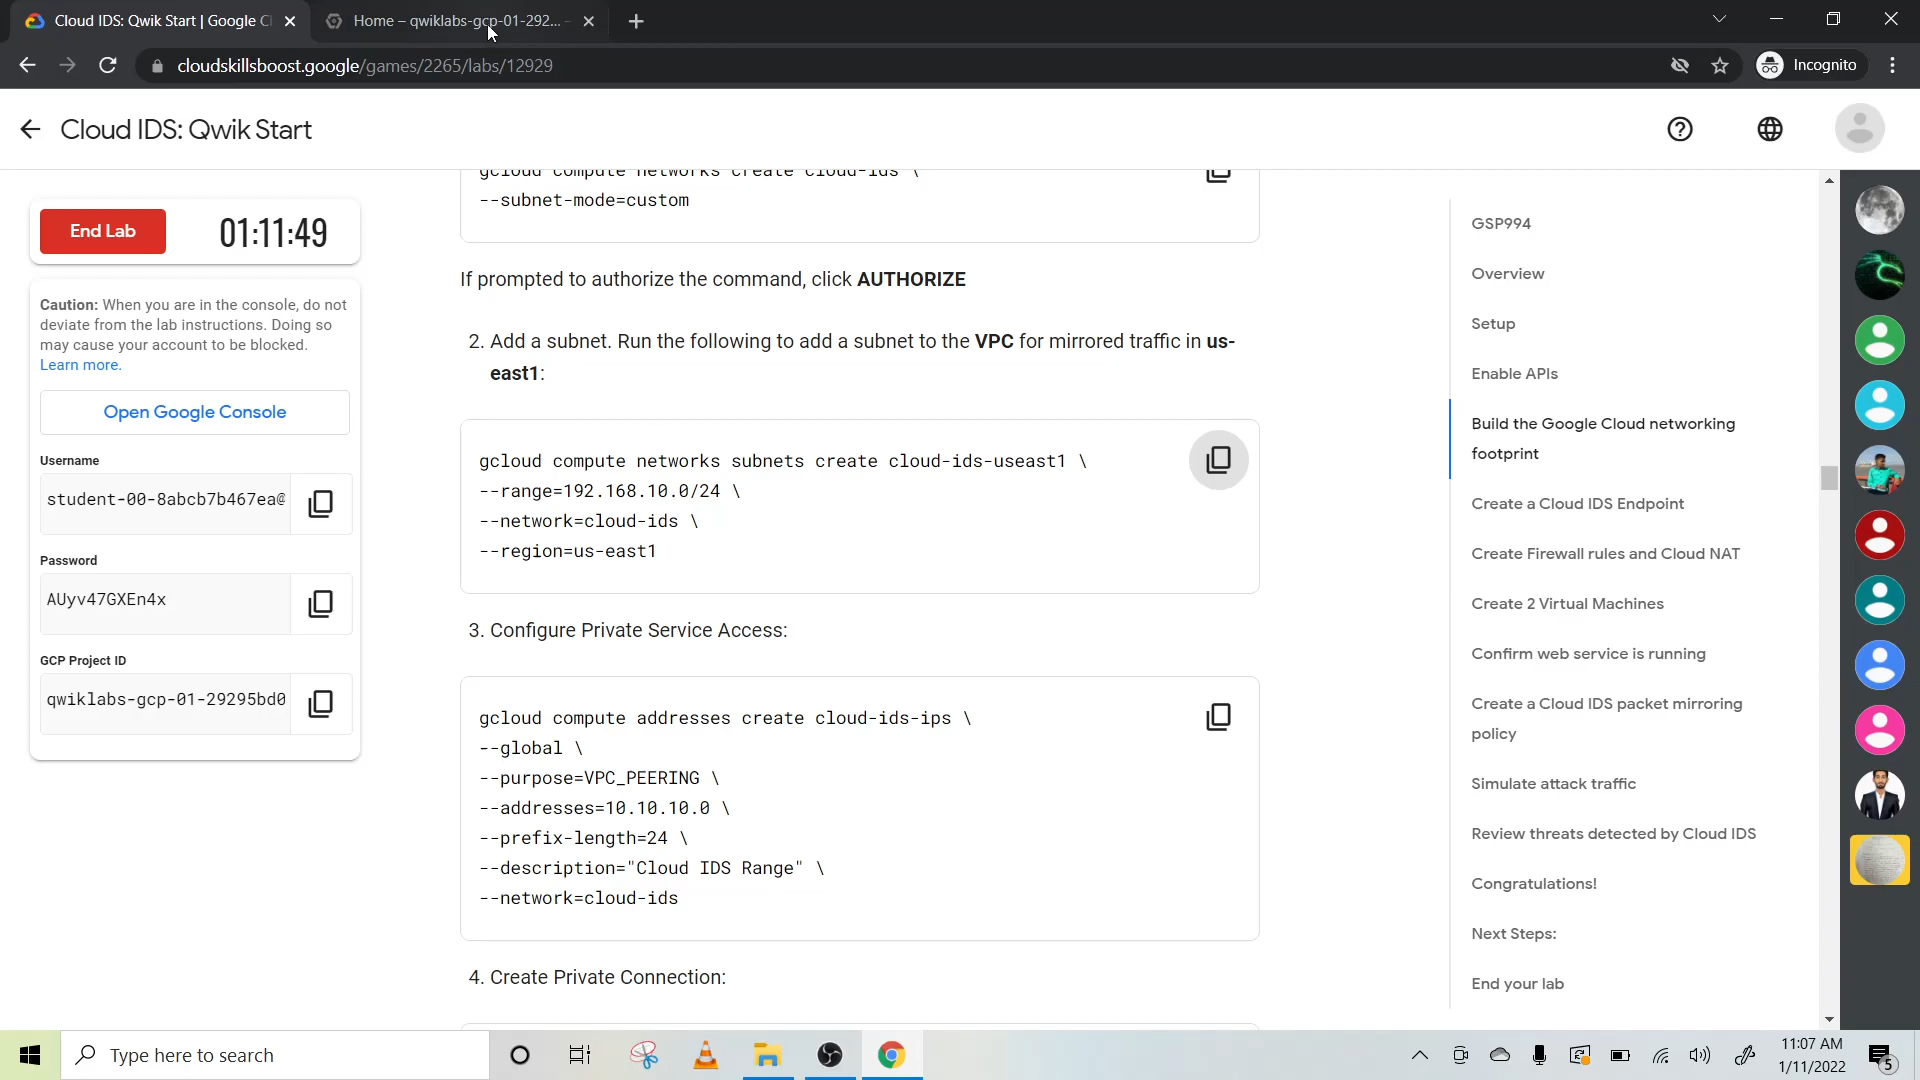 Cloud IDS: Qwik Start | Google Cl
Home – qwiklabs-gcp-01-292...
cloudskillsboost.google/games/2265/labs/12929
Incognito
Cloud IDS: Qwik Start
End Lab
01:11:49
Caution: When you are in the console, do not
deviate from the lab instructions. Doing so
may cause your account to be blocked.
Learn more.
Open Google Console
Username
student-00-8abcb7b467ea@
Password
AUyv47GXEn4x
GCP Project ID
qwiklabs-gcp-01-29295bd0
gcloud compute networks create cloud-ids \
--subnet-mode=custom
If prompted to authorize the command, click AUTHORIZE
2. Add a subnet. Run the following to add a subnet to the VPC for mirrored traffic in us-
east1:
gcloud compute networks subnets create cloud-ids-useast1 \
--range=192.168.10.0/24 \
--network=cloud-ids \
--region=us-east1
3. Configure Private Service Access:
gcloud compute addresses create cloud-ids-ips \
--global \
--purpose=VPC_PEERING \
--addresses=10.10.10.0 \
--prefix-length=24 \
--description="Cloud IDS Range" \
--network=cloud-ids
4. Create Private Connection:
GSP994
Overview
Setup
Enable APIs
Build the Google Cloud networking
footprint
Create a Cloud IDS Endpoint
Create Firewall rules and Cloud NAT
Create 2 Virtual Machines
Confirm web service is running
Create a Cloud IDS packet mirroring
policy
Simulate attack traffic
Review threats detected by Cloud IDS
Congratulations!
Next Steps:
End your lab
Type here to search
11:07 AM
1/11/2022
5